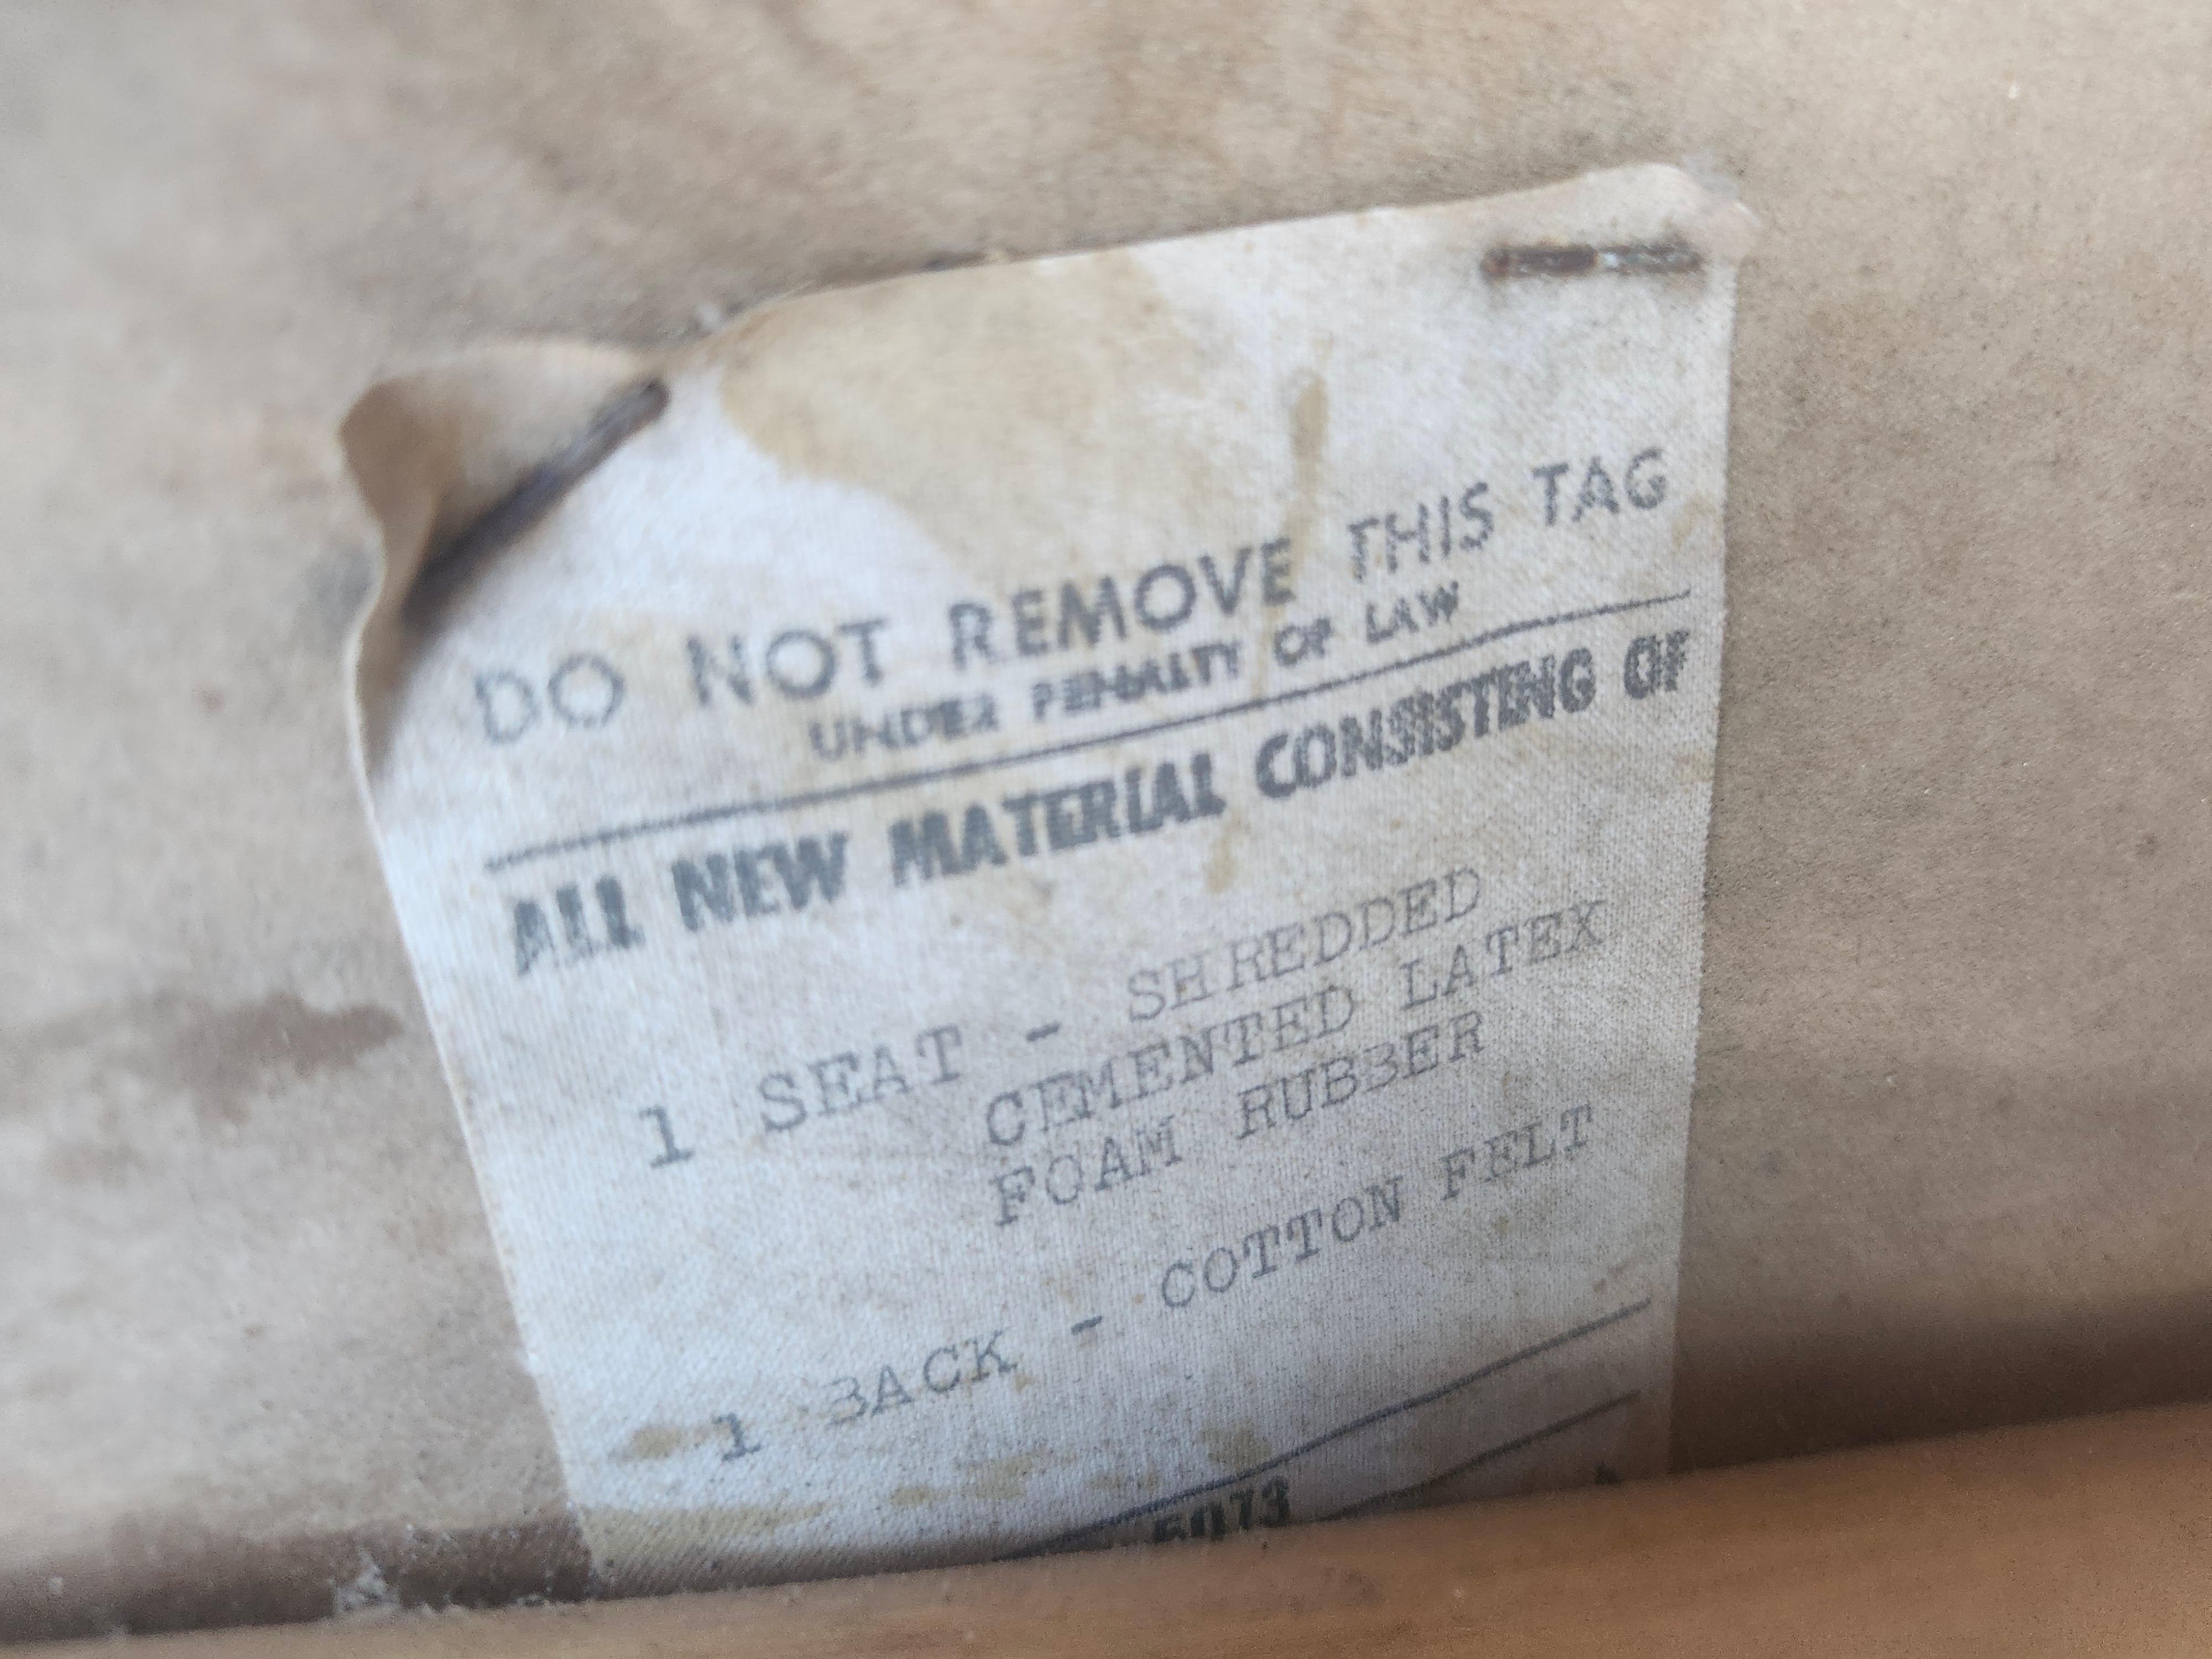 DO NOT REMOVE THIS TAG
UNDER PENALTY OF LAW
ALL NEW MATERIAL CONSISTING OF
1 SEAT - SHREDDED
CEMENTED LATEX
FOAM RUBBER
1 BACK - COTTON FELT
5073